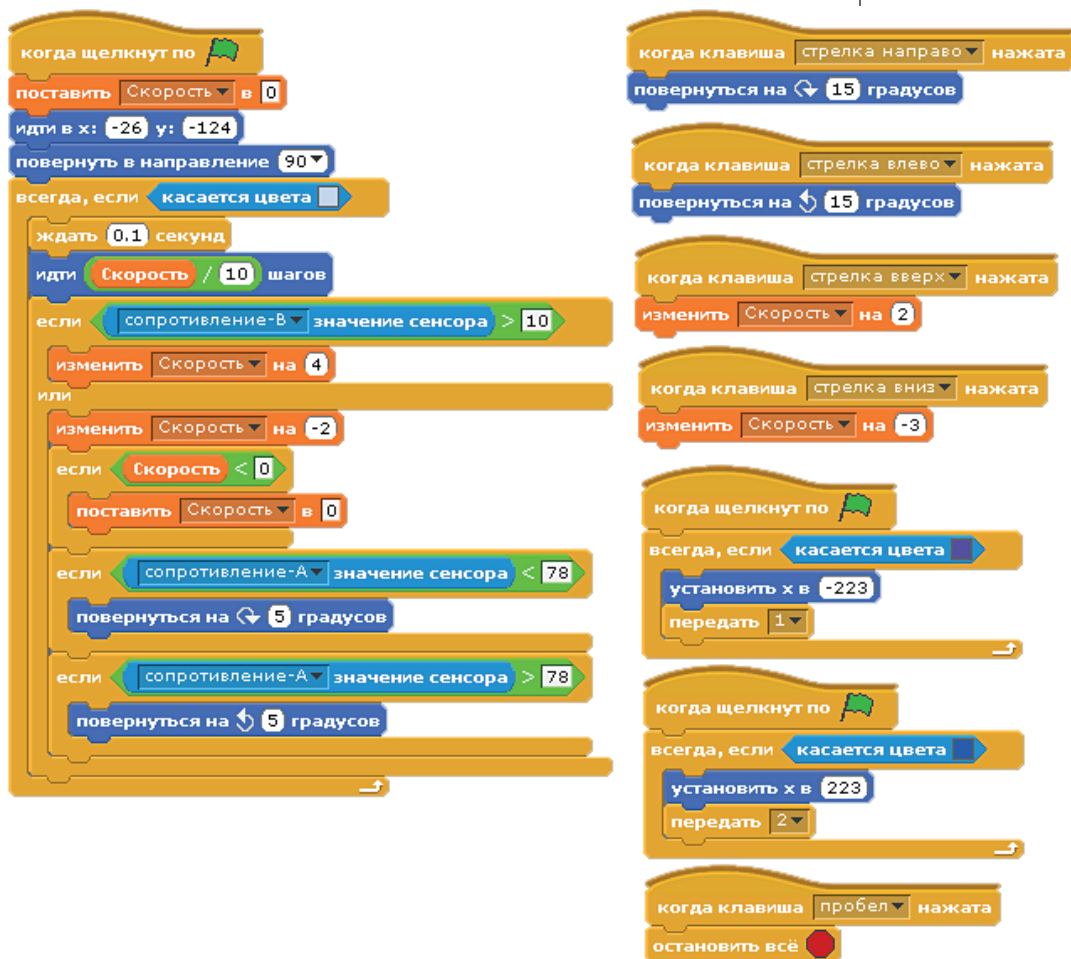 когда щелкнут по
поставить Скорость в 0
идти в x: -26 y: -124
повернуть в направление 90
всегда, если касается цвета
ждать 0.1 секунд
идти Скорость / 10 шагов
если сопротивление-B значение сенсора > 10
изменить Скорость на 4
или
изменить Скорость на -2
если Скорость < 0
поставить Скорость в 0
если сопротивление-A значение сенсора < 78
повернуться на 5 градусов
если сопротивление-A значение сенсора > 78
повернуться на 5 градусов
когда клавиша стрелка направо нажата
повернуться на 15 градусов
когда клавиша стрелка влево нажата
повернуться на 15 градусов
когда клавиша стрелка вверх нажата
изменить Скорость на 2
когда клавиша стрелка вниз нажата
изменить Скорость на -3
когда щелкнут по
всегда, если касается цвета
установить x в -223
передать 1
когда щелкнут по
всегда, если касается цвета
установить x в 223
передать 2
когда клавиша пробел нажата
остановить всё